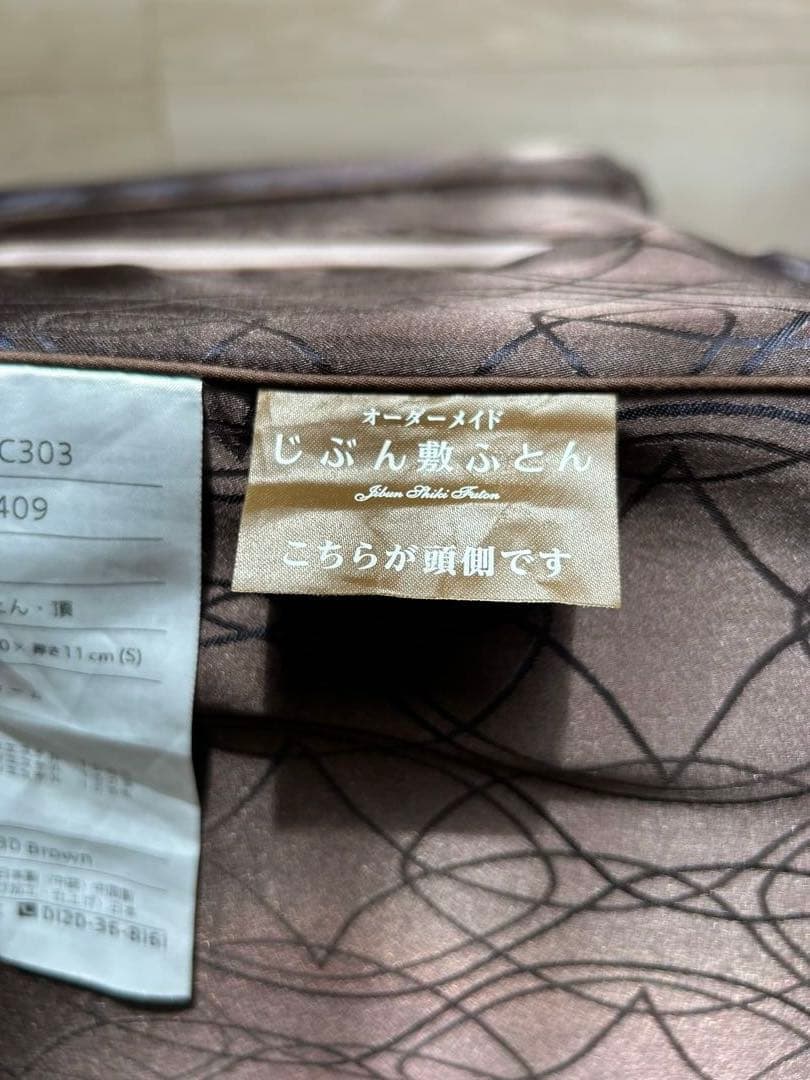 C303
409
とん・頂
0× 厚さ11cm(S)
30 Brown
0120-36-8161
オーダーメイド
じぶん敷ふとん
Jibun Shiki Futon
こちらが頭側です